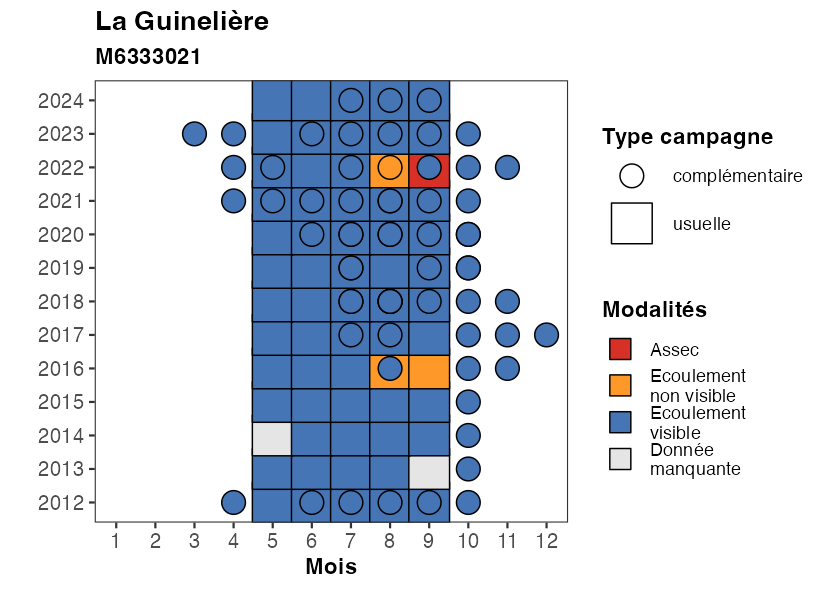 La Guinelière
M6333021
2024
2023
2022
2021
2020
2019
2018
2017
2016
2015
2014
2013
2012
1 2 3 4 5 6 7 8 9 10 11 12
Mois
Type campagne
complémentaire
usuelle
Modalités
Assec
Ecoulement
non visible
Ecoulement
visible
Donnée
manquante